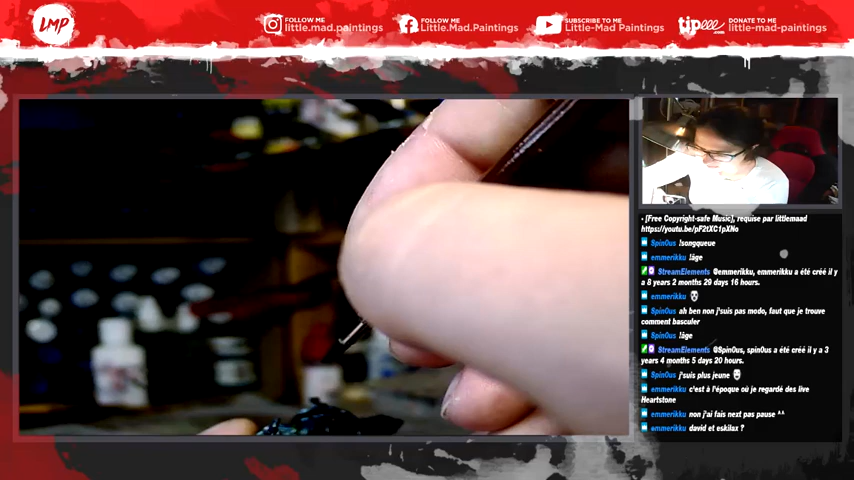 LMP
FOLLOW ME
little.mad.paintings
FOLLOW ME
Little.Mad.Paintings
SUBSCRIBE TO ME
Little-Mad Paintings
tipeee
.com
DONATE TO ME
little-mad-paintings
- [Free Copyright-safe Music], requise par littlemaad
https://youtu.be/pF2tXC1pXNo
Spin0us !songqueue
emmerikku !âge
StreamElements @emmerikku, emmerikku a été créé il y
a 8 years 2 months 29 days 16 hours.
emmerikku
Spin0us ah ben non j'suis pas modo, faut que je trouve
comment basculer
Spin0us !âge
StreamElements @Spin0us, spin0us a été créé il y a 3
years 4 months 5 days 20 hours.
Spin0us j'suis plus jeune
emmerikku c'est à l'époque où je regardé des live
Heartstone
emmerikku non j'ai fais next pas pause ^^
emmerikku david et eskilax ?